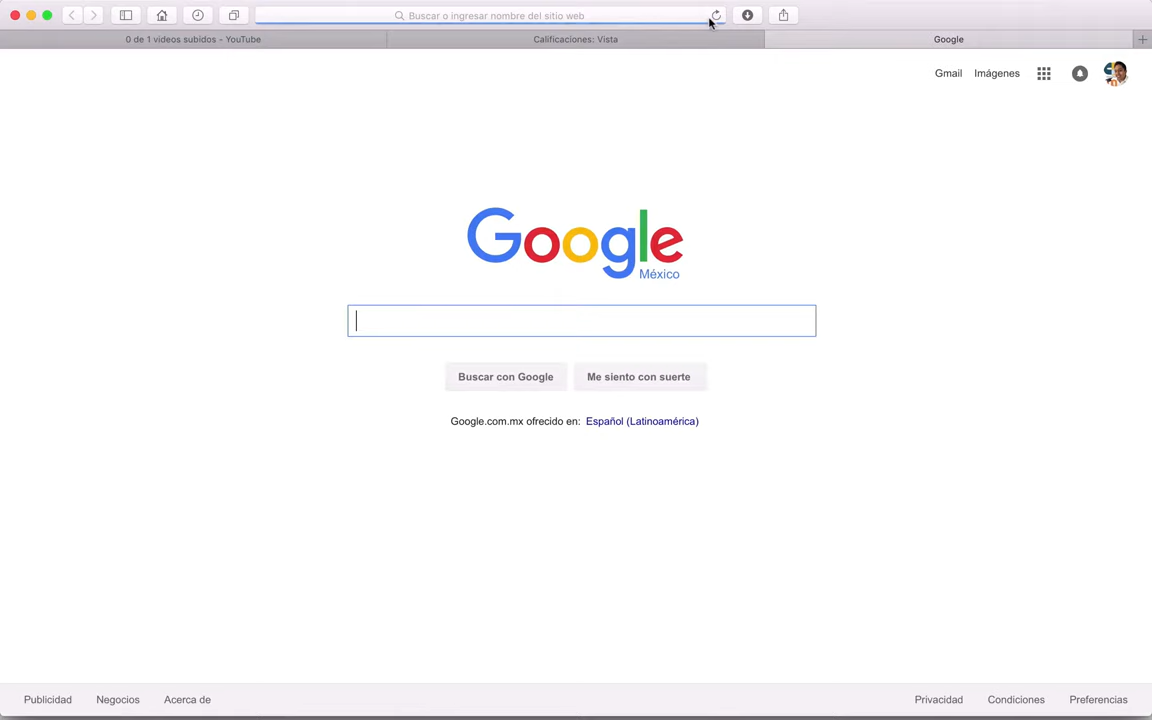 Buscar o ingresar nombre del sitio web
0 de 1 videos subidos - YouTube
Calificaciones: Vista
Google
Gmail
Imágenes
Google
México
Buscar con Google
Me siento con suerte
Google.com.mx ofrecido en: Español (Latinoamérica)
Publicidad
Negocios
Acerca de
Privacidad
Condiciones
Preferencias